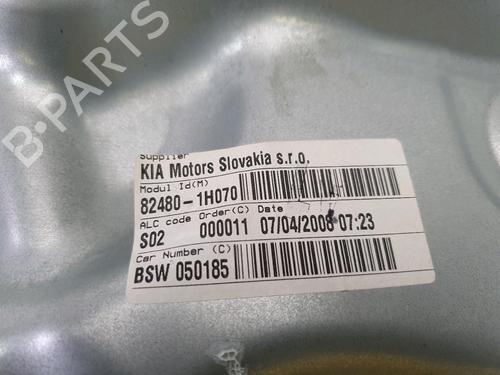 B-PARTS
Supplier
KIA Motors Slovakia s.r.o.
Modul Id(M)
82480-1H070
ALC code Order(C) Date
S02 000011 07/04/2008 07:23
Car Number (C)
BSW 050185